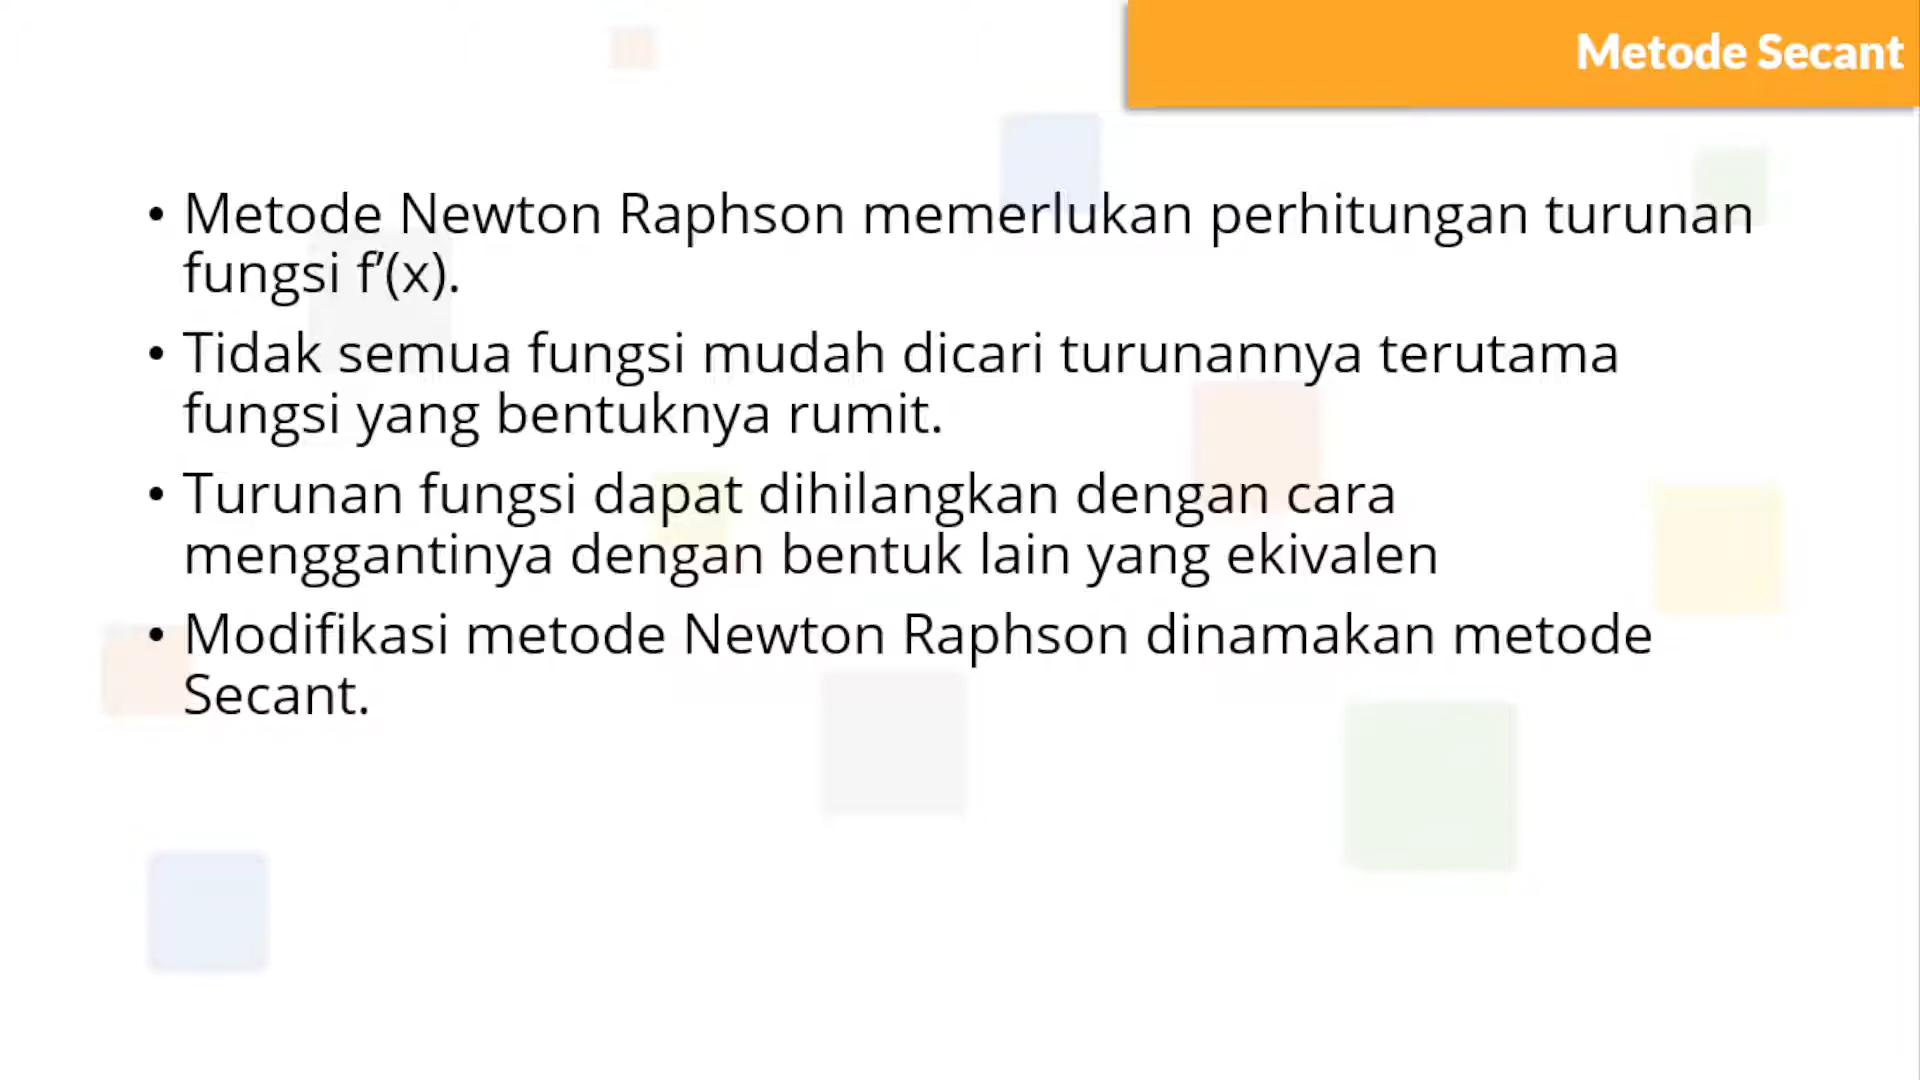 Metode Secant
• Metode Newton Raphson memerlukan perhitungan turunan
fungsi f’(x).
• Tidak semua fungsi mudah dicari turunannya terutama
fungsi yang bentuknya rumit.
• Turunan fungsi dapat dihilangkan dengan cara
menggantinya dengan bentuk lain yang ekivalen
• Modifikasi metode Newton Raphson dinamakan metode
Secant.